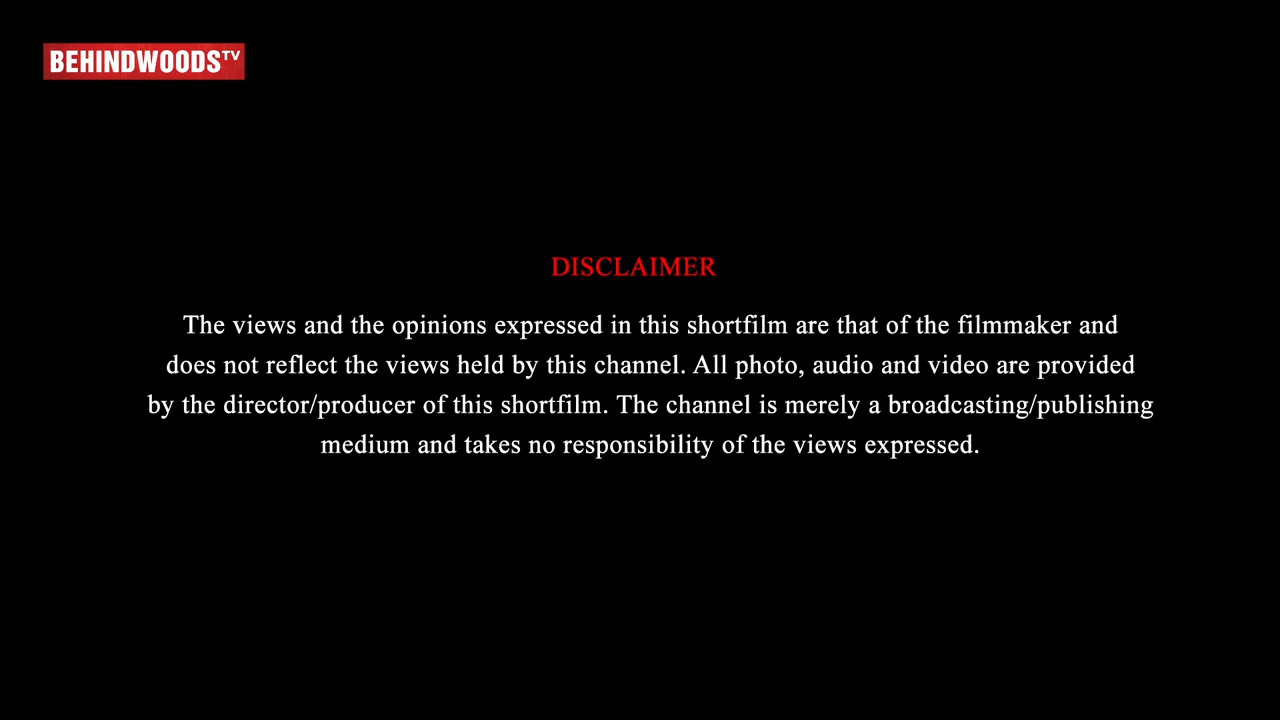 BEHINDWOODS TV
DISCLAIMER
The views and the opinions expressed in this shortfilm are that of the filmmaker and
does not reflect the views held by this channel. All photo, audio and video are provided
by the director/producer of this shortfilm. The channel is merely a broadcasting/publishing
medium and takes no responsibility of the views expressed.